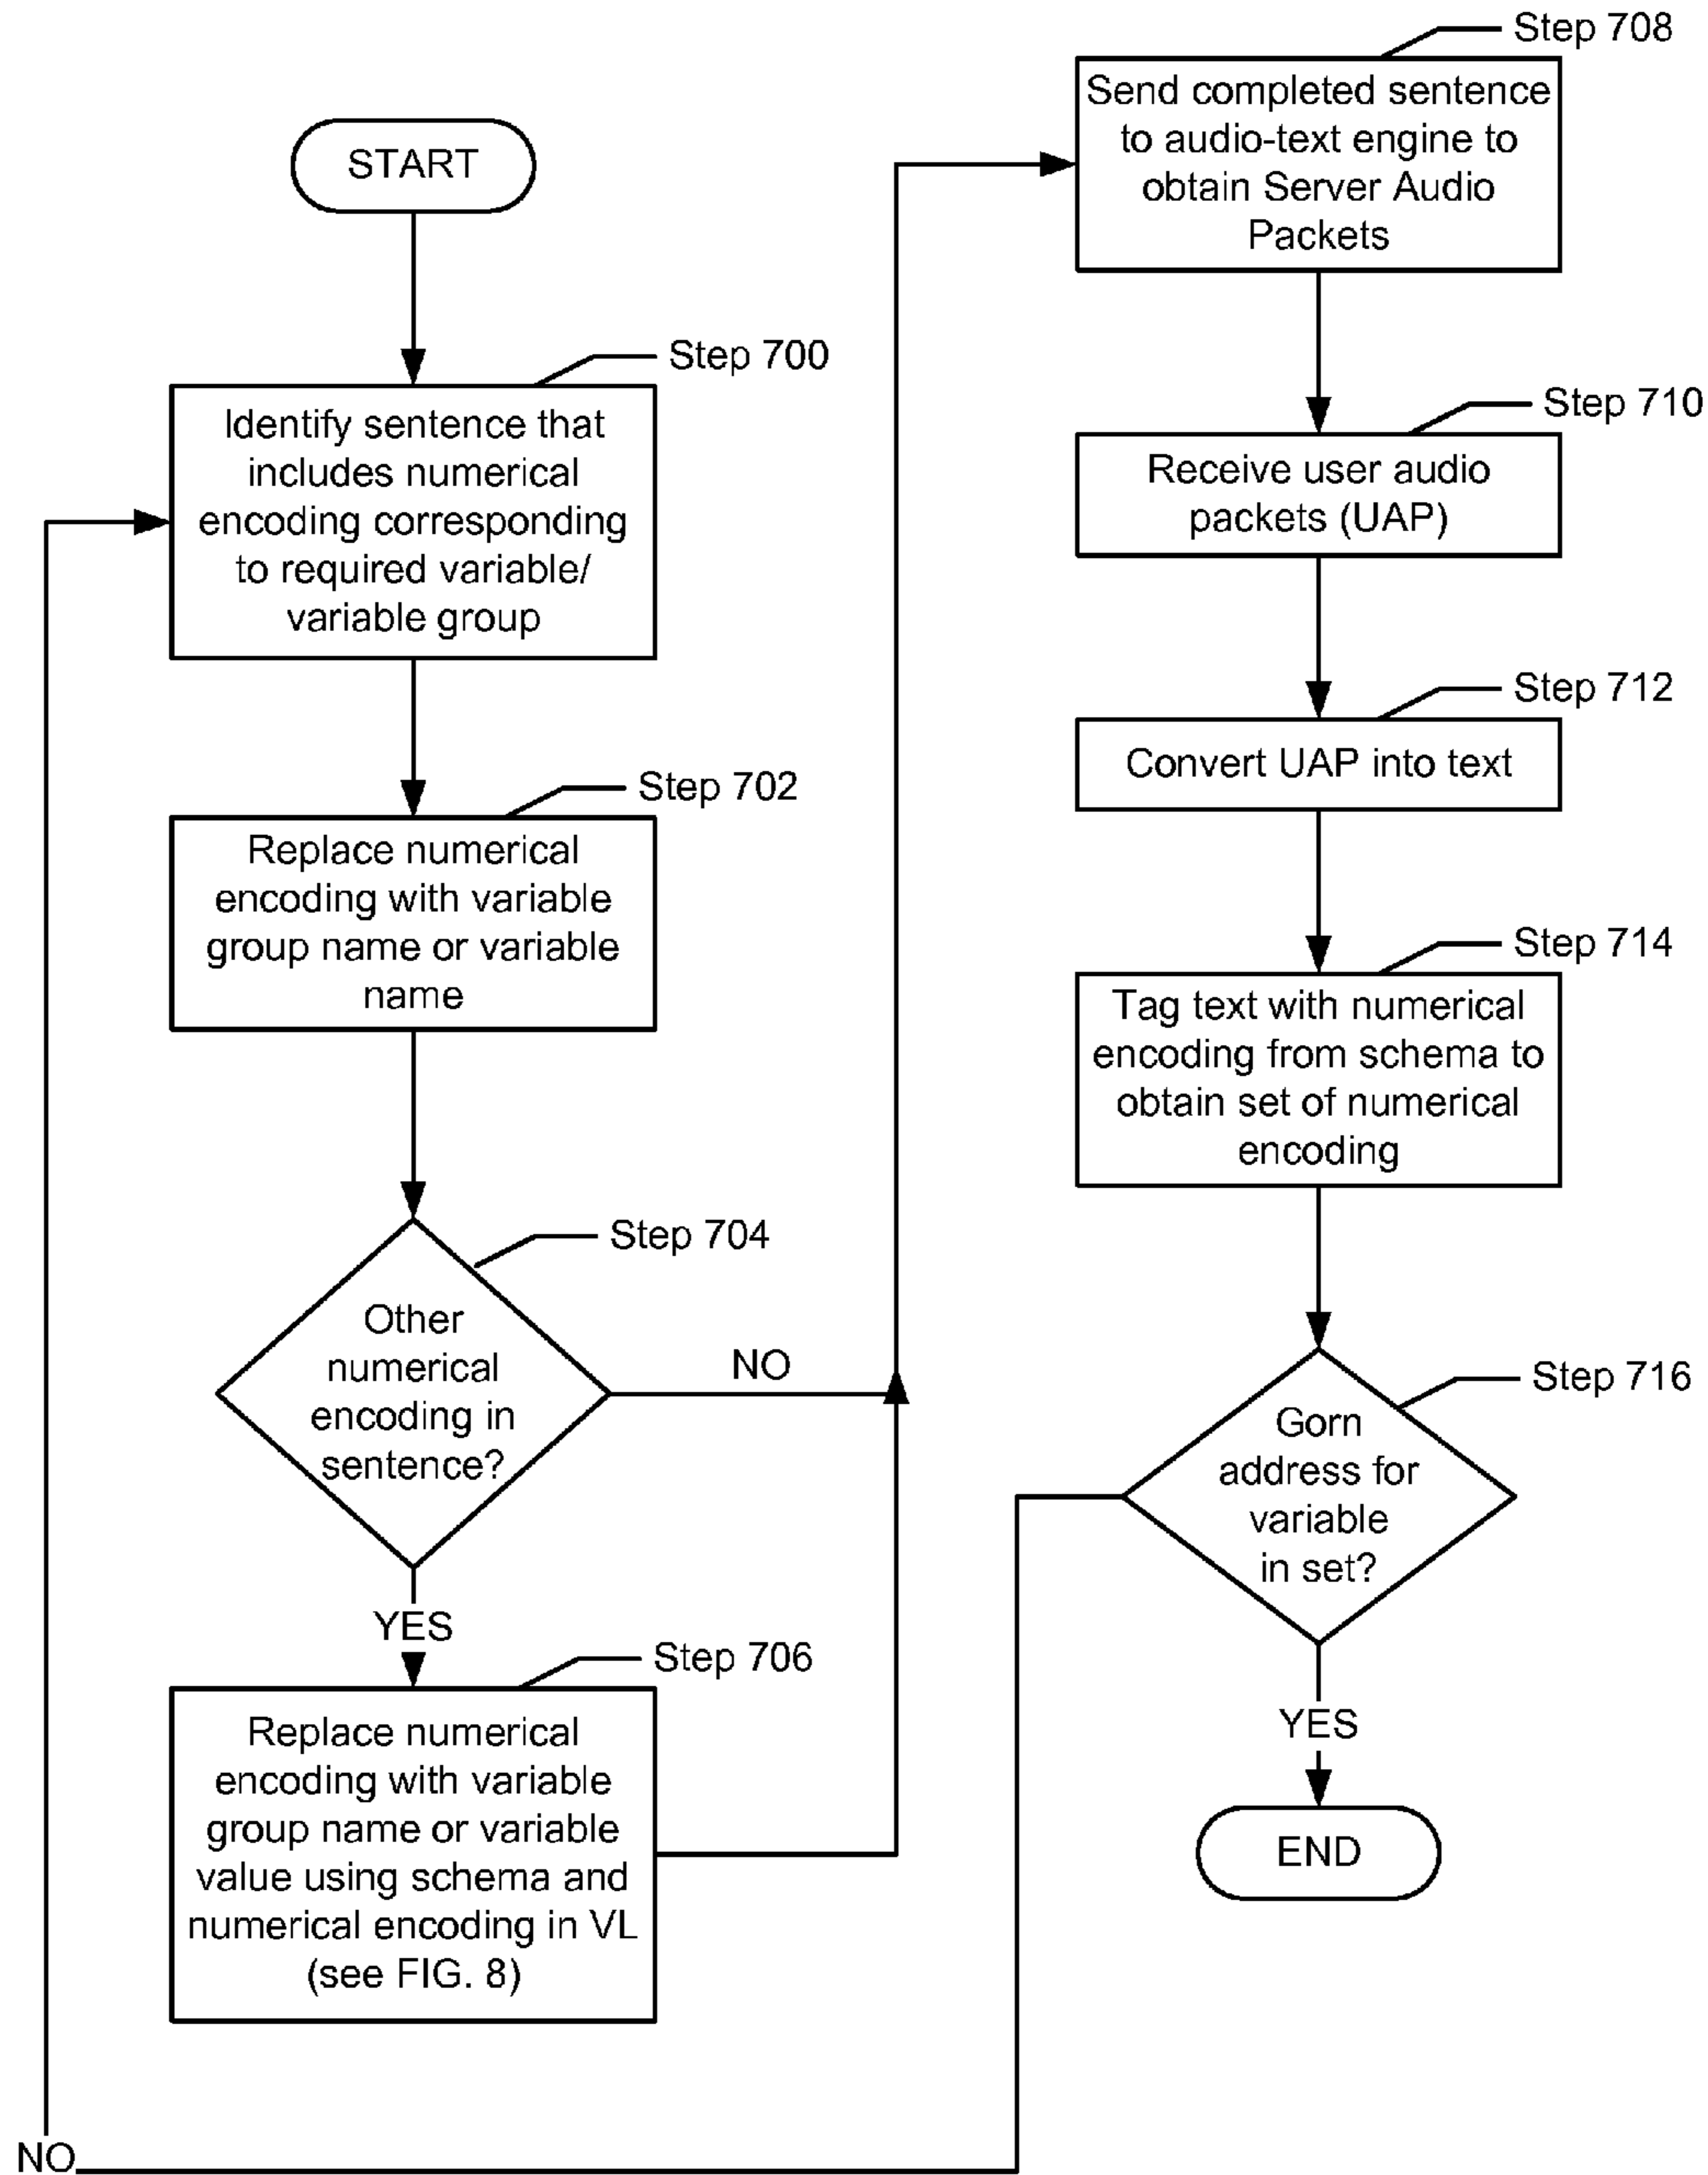 START
Step 700
Identify sentence that
includes numerical
encoding corresponding
to required variable/
variable group
Step 702
Replace numerical
encoding with variable
group name or variable
name
Step 704
Other
numerical
encoding in
sentence?
NO
YES
Step 706
Replace numerical
encoding with variable
group name or variable
value using schema and
numerical encoding in VL
(see FIG. 8)
Step 708
Send completed sentence
to audio-text engine to
obtain Server Audio
Packets
Step 710
Receive user audio
packets (UAP)
Step 712
Convert UAP into text
Step 714
Tag text with numerical
encoding from schema to
obtain set of numerical
encoding
Step 716
Gorn
address for
variable
in set?
YES
END
NO